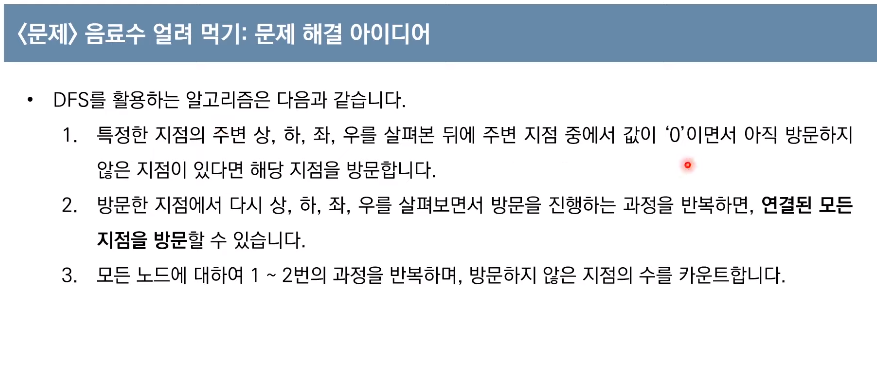 <문제> 음료수 얼려 먹기: 문제 해결 아이디어
• DFS를 활용하는 알고리즘은 다음과 같습니다.
1. 특정한 지점의 주변 상, 하, 좌, 우를 살펴본 뒤에 주변 지점 중에서 값이 ‘0’이면서 아직 방문하지
않은 지점이 있다면 해당 지점을 방문합니다.
2. 방문한 지점에서 다시 상, 하, 좌, 우를 살펴보면서 방문을 진행하는 과정을 반복하면, 연결된 모든
지점을 방문할 수 있습니다.
3. 모든 노드에 대하여 1 ~ 2번의 과정을 반복하며, 방문하지 않은 지점의 수를 카운트합니다.